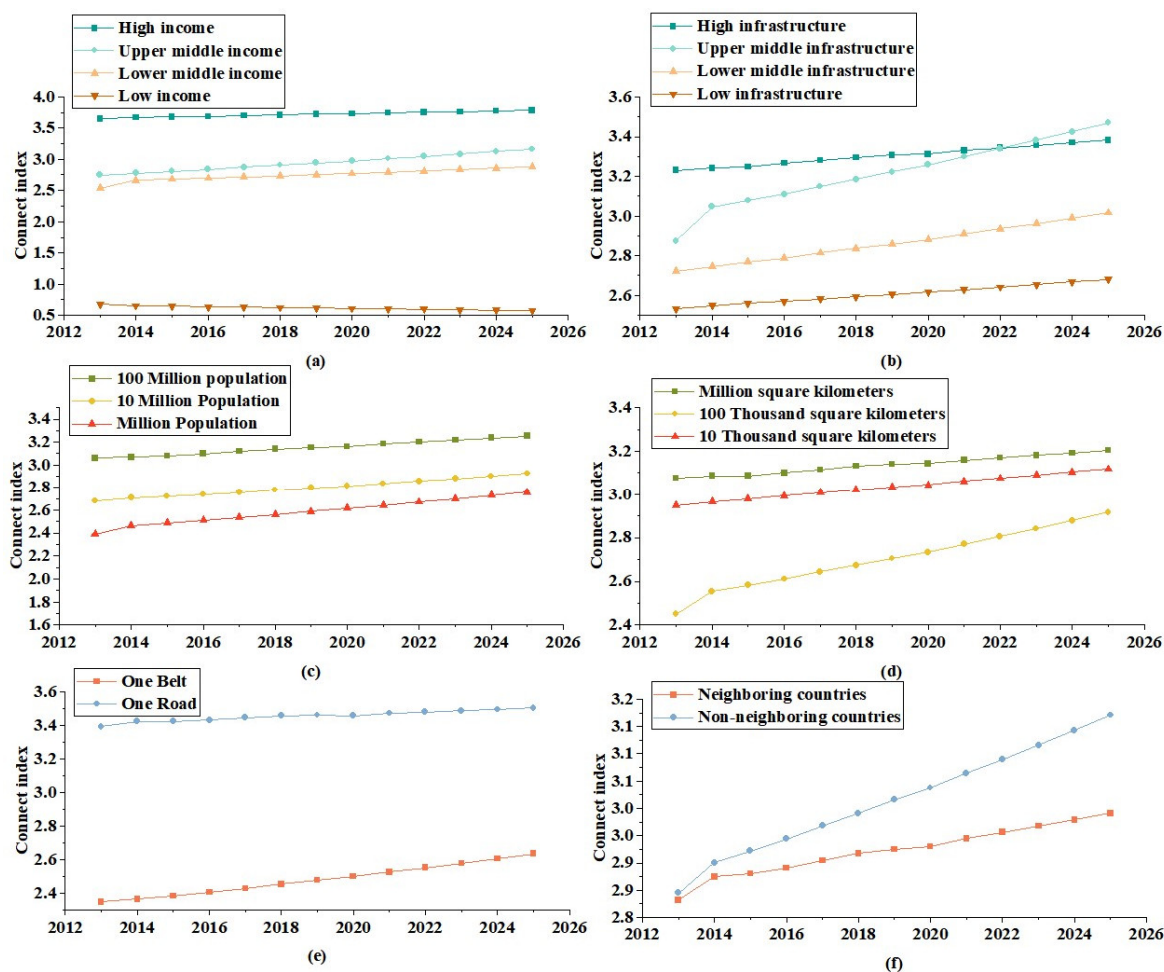 High income
Upper middle income
Lower middle income
Low income
4.0
3.5
3.0
2.5
2.0
1.5
1.0
0.5
Connect index
2012 2014 2016 2018 2020 2022 2024 2026
(a)
High infrastructure
Upper middle infrastructure
Lower middle infrastructure
Low infrastructure
3.6
3.4
3.2
3.0
2.8
2.6
Connect index
2012 2014 2016 2018 2020 2022 2024 2026
(b)
100 Million population
10 Million Population
Million Population
3.4
3.2
3.0
2.8
2.6
2.4
2.2
2.0
1.8
1.6
Connect index
2012 2014 2016 2018 2020 2022 2024 2026
(c)
Million square kilometers
100 Thousand square kilometers
10 Thousand square kilometers
3.4
3.2
3.0
2.8
2.6
2.4
Connect index
2012 2014 2016 2018 2020 2022 2024 2026
(d)
One Belt
One Road
3.6
3.4
3.2
3.0
2.8
2.6
2.4
Connect index
2012 2014 2016 2018 2020 2022 2024 2026
(e)
Neighboring countries
Non-neighboring countries
3.2
3.1
3.1
3.1
3.0
3.0
2.9
2.9
2.8
Connect index
2012 2014 2016 2018 2020 2022 2024 2026
(f)